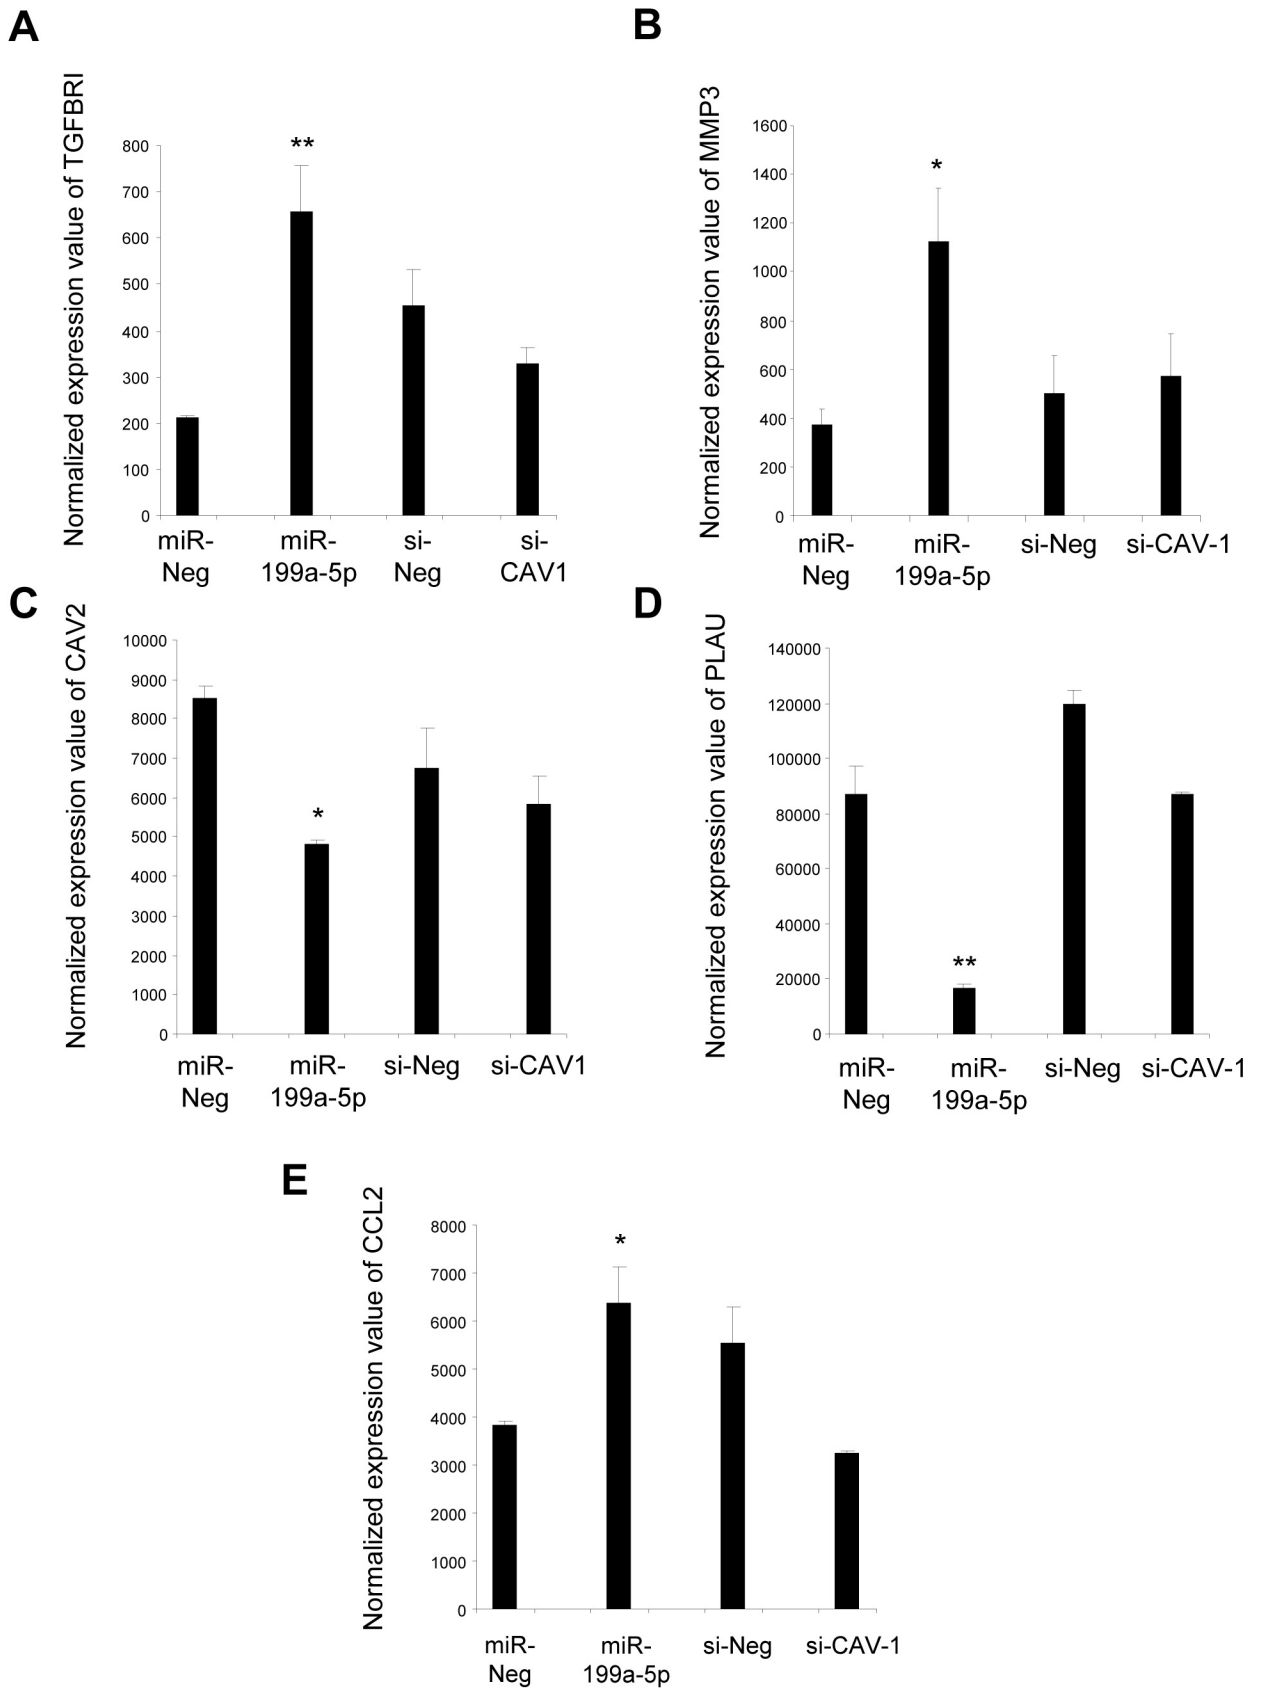 A
Normalized expression value of TGFBRI
800
700
600
500
400
300
200
100
0
**
miR-
Neg
miR-
199a-5p
si-
Neg
si-
CAV1
B
Normalized expression value of MMP3
1600
1400
1200
1000
800
600
400
200
0
*
miR-
Neg
miR-
199a-5p
si-Neg
si-CAV-1
C
Normalized expression value of CAV2
10000
9000
8000
7000
6000
5000
4000
3000
2000
1000
0
*
miR-
Neg
miR-
199a-5p
si-Neg
si-CAV1
D
Normalized expression value of PLAU
140000
120000
100000
80000
60000
40000
20000
0
**
miR-
Neg
miR-
199a-5p
si-Neg
si-CAV-1
E
Normalized expression value of CCL2
8000
7000
6000
5000
4000
3000
2000
1000
0
*
miR-
Neg
miR-
199a-5p
si-Neg
si-CAV-1